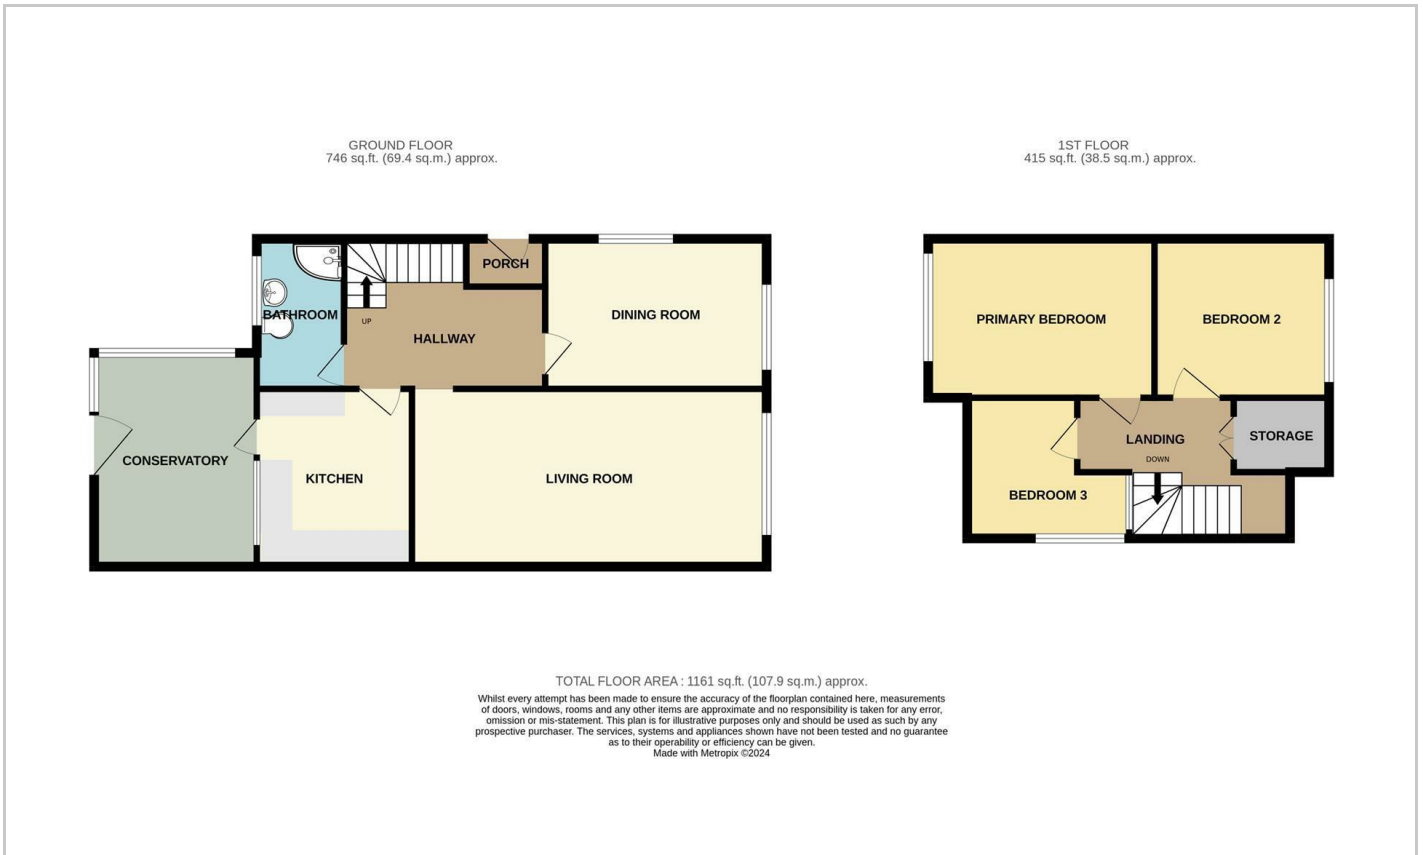 GROUND FLOOR
746 sq.ft. (69.4 sq.m.) approx.
1ST FLOOR
415 sq.ft. (38.5 sq.m.) approx.
PORCH
BATHROOM
UP
HALLWAY
DINING ROOM
CONSERVATORY
KITCHEN
LIVING ROOM
PRIMARY BEDROOM
BEDROOM 2
LANDING
DOWN
STORAGE
BEDROOM 3
TOTAL FLOOR AREA : 1161 sq.ft. (107.9 sq.m.) approx.
Whilst every attempt has been made to ensure the accuracy of the floorplan contained here, measurements
of doors, windows, rooms and any other items are approximate and no responsibility is taken for any error,
omission or mis-statement. This plan is for illustrative purposes only and should be used as such by any
prospective purchaser. The services, systems and appliances shown have not been tested and no guarantee
as to their operability or efficiency can be given.
Made with Metropix ©2024